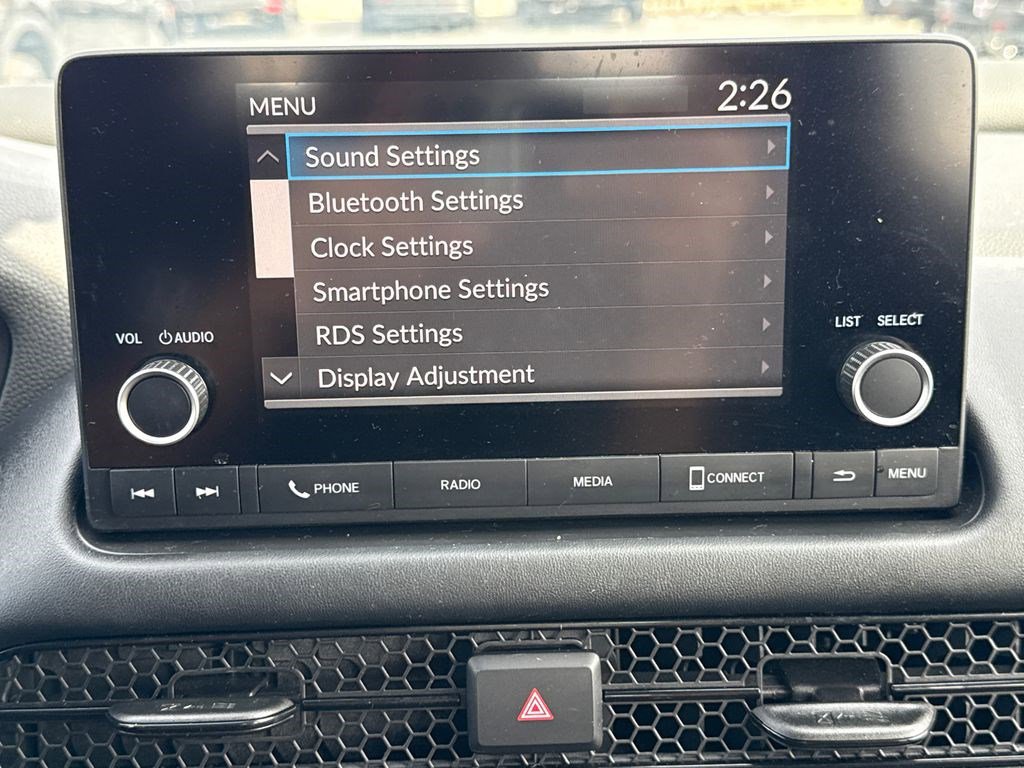 MENU
2:26
Sound Settings
Bluetooth Settings
Clock Settings
Smartphone Settings
RDS Settings
Display Adjustment
VOL
AUDIO
LIST
SELECT
PHONE
RADIO
MEDIA
CONNECT
MENU